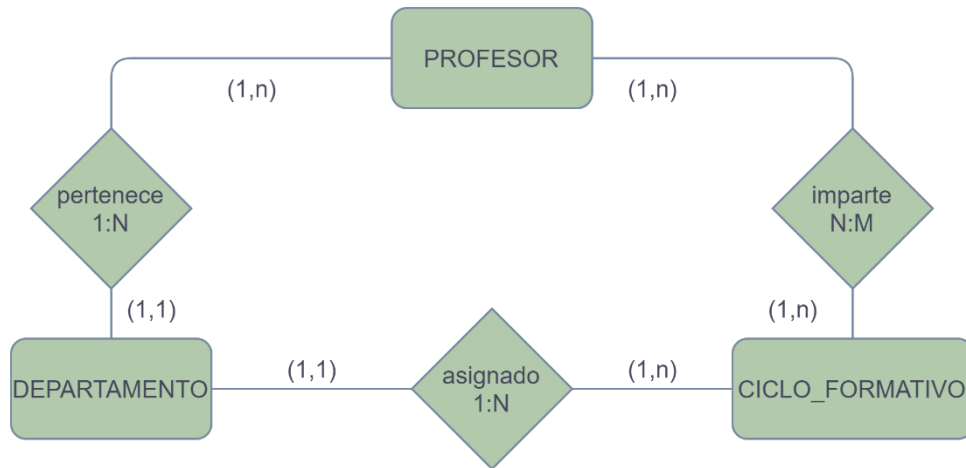 PROFESOR
(1,n)
(1,n)
pertenece
1:N
imparte
N:M
(1,1)
(1,n)
DEPARTAMENTO
(1,1)
asignado
1:N
(1,n)
CICLO_FORMATIVO